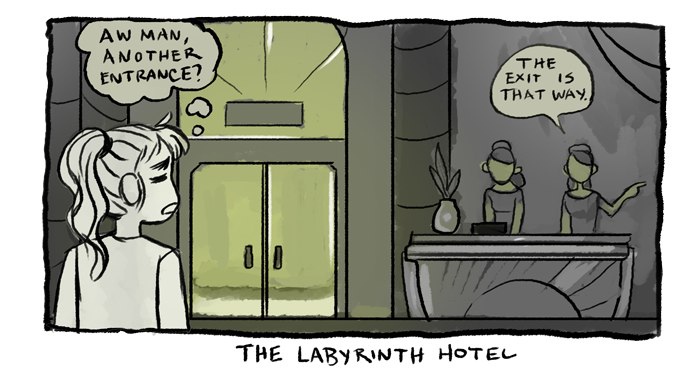 AW MAN,
ANOTHER
ENTRANCE?
THE
EXIT IS
THAT WAY.
THE LABYRINTH HOTEL